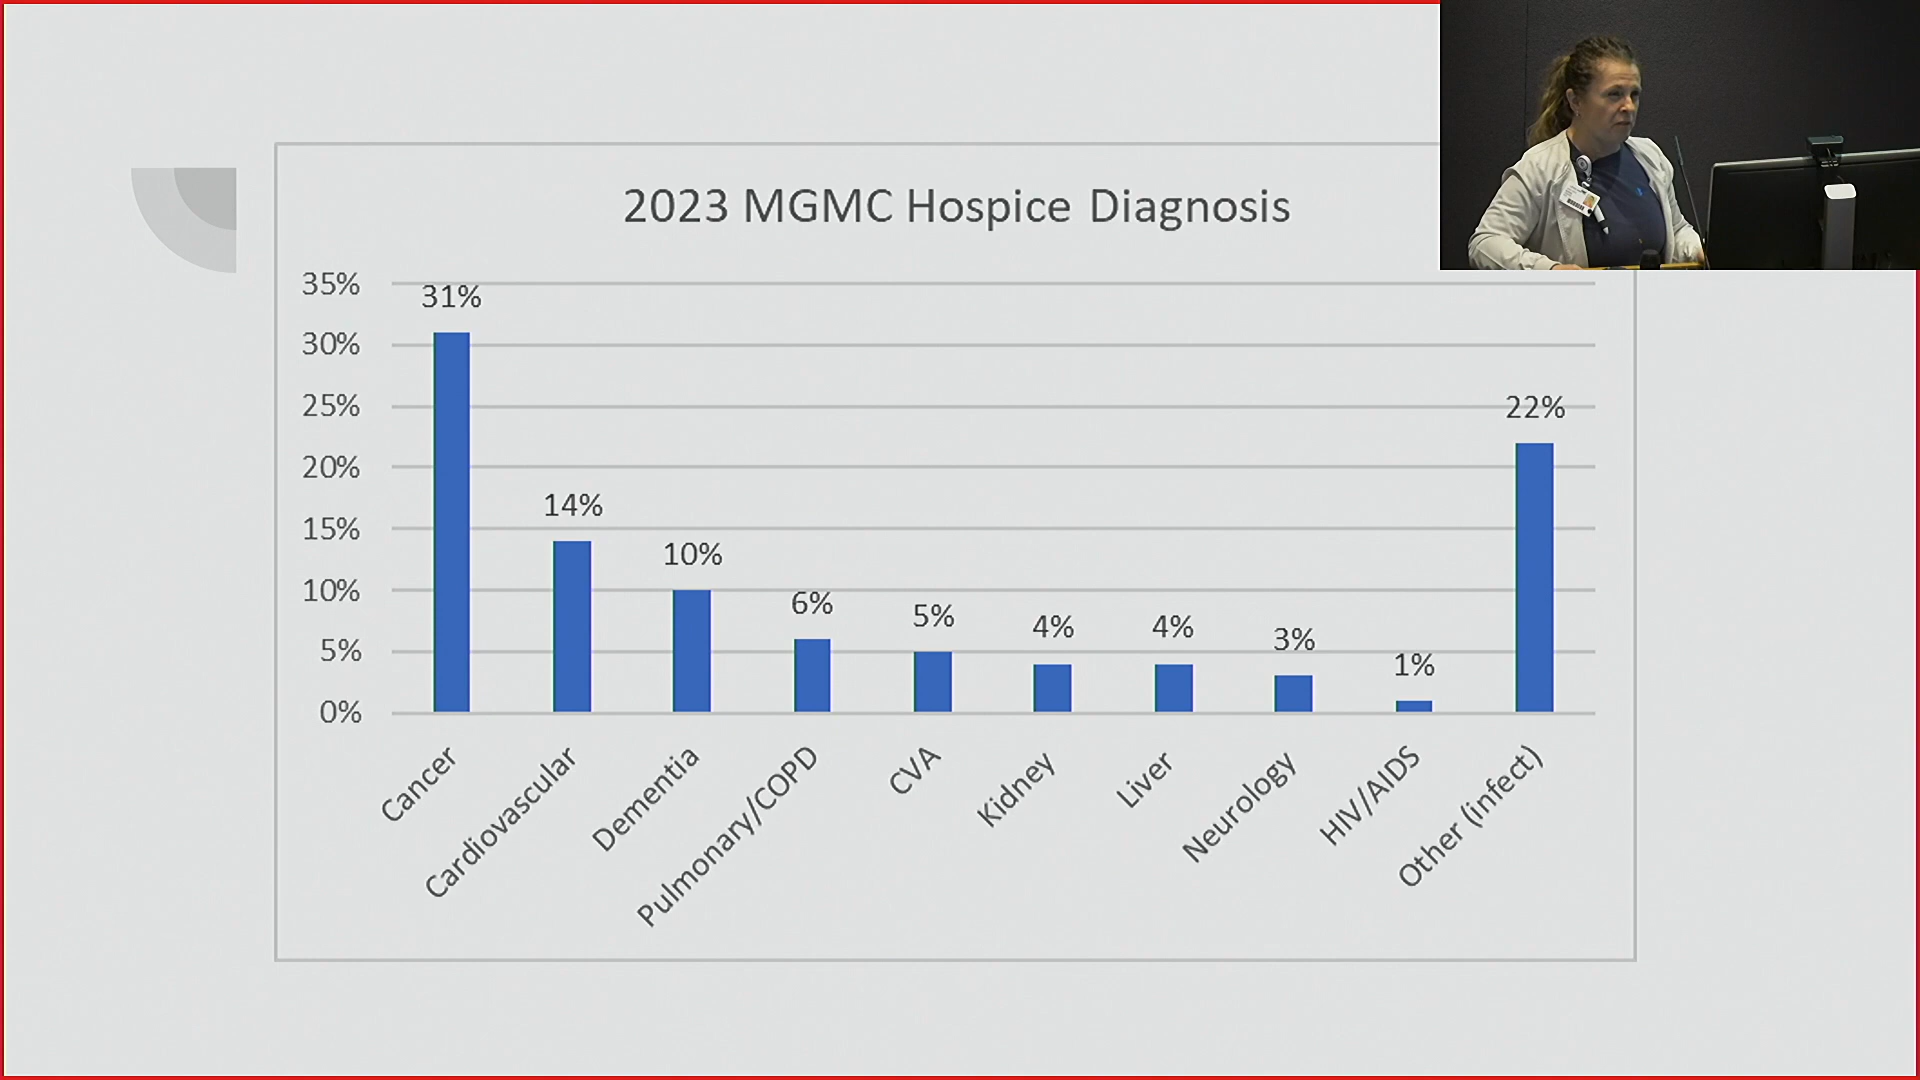 2023 MGMC Hospice Diagnosis
35%
30%
25%
20%
15%
10%
5%
0%
31%
14%
10%
6%
5%
4%
4%
3%
1%
22%
Cancer
Cardiovascular
Dementia
Pulmonary/COPD
CVA
Kidney
Liver
Neurology
HIV/AIDS
Other (infect)